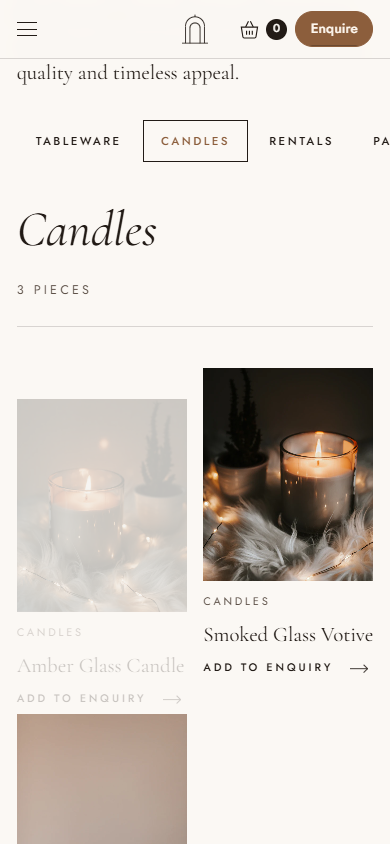 0
Enquire
quality and timeless appeal.
TABLEWARE
CANDLES
RENTALS
PA
Candles
3 PIECES
CANDLES
Amber Glass Candle
ADD TO ENQUIRY
CANDLES
Smoked Glass Votive
ADD TO ENQUIRY